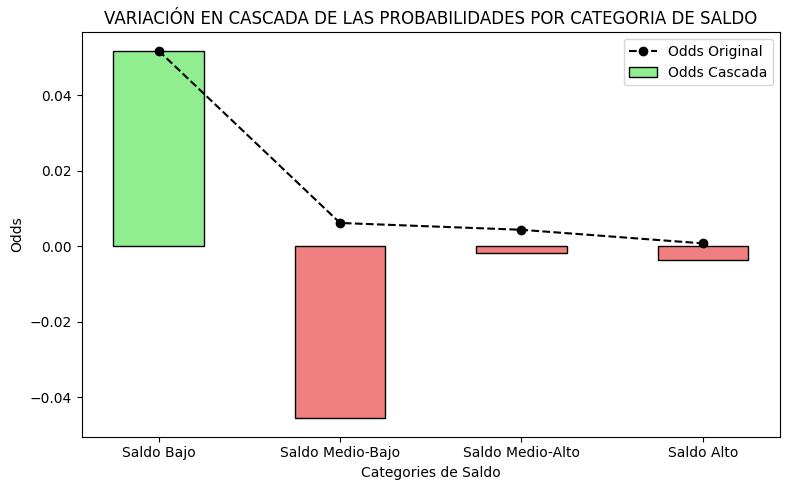 VARIACIÓN EN CASCADA DE LAS PROBABILIDADES POR CATEGORIA DE SALDO
Odds Original
Odds Cascada
0.04
0.02
0.00
−0.02
−0.04
Odds
Saldo Bajo
Saldo Medio-Bajo
Saldo Medio-Alto
Saldo Alto
Categories de Saldo